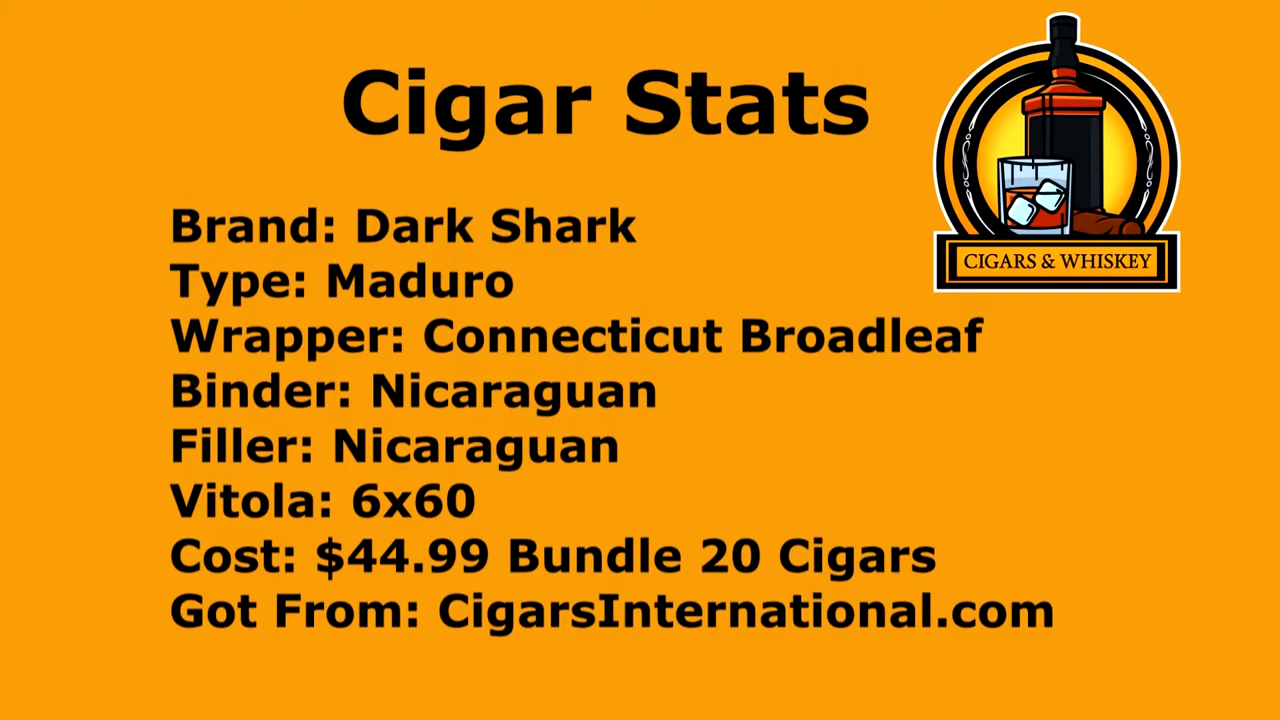 Cigar Stats
CIGARS & WHISKEY
Brand: Dark Shark
Type: Maduro
Wrapper: Connecticut Broadleaf
Binder: Nicaraguan
Filler: Nicaraguan
Vitola: 6x60
Cost: $44.99 Bundle 20 Cigars
Got From: CigarsInternational.com